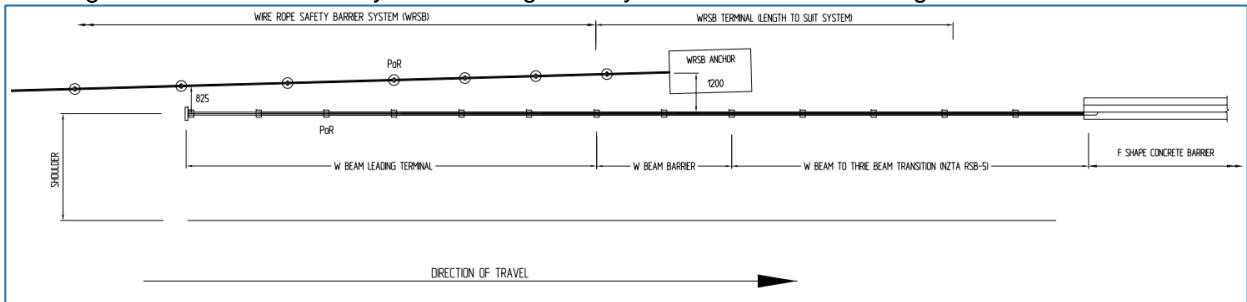 WIRE ROPE SAFETY BARRIER SYSTEM (WRSB)
WRSB TERMINAL (LENGTH TO SUIT SYSTEM)
PoR
WRSB ANCHOR
1200
825
PoR
SHOULDER
W BEAM LEADING TERMINAL
W BEAM BARRIER
W BEAM TO THRIE BEAM TRANSITION (NZTA RSB-5)
F SHAPE CONCRETE BARRIER
DIRECTION OF TRAVEL